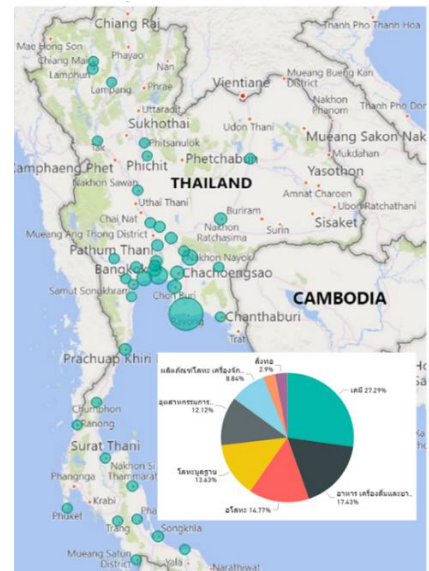 Chiang Rai
Thanh Pho Thanh Hoa
Mae Hong Son
Phayao
Chiang Mai
Nan
Lamphun
Lampang
Phrae
Vientiane
Mueang Bueng Kan
District
Uttaradit
Nakhon
Phanom
Sukhothai
Udon Thani
Tak
Phitsanulok
Mueang Sakon Nak
Mukdahan
Kamphaeng Phet
Phichit
Phetchabun
Nakhon Sawan
THAILAND
Yasothon
Amnat Charoen
Uthai Thani
Ubon Ratchathani
Chai Nat
Buriram
Mueang Ang Thong District
Nakhon
Ratchasima
Surin
Sisaket
Pathum Thani
Nakhon Nayok
Bangkok
Chachoengsao
Samut Songkhram
Chon Buri
CAMBODIA
Rayong
Chanthaburi
Trat
Prachuap Khiri
สิ่งทอ
2.9%
ผลิตภัณฑ์โลหะ เครื่องจัก...
8.84%
เคมี 27.29%
อุตสาหกรรมการ...
12.12%
Chumphon
Ranong
โลหะมูลฐาน
13.63%
อโลหะ 14.77%
อาหาร เครื่องดื่มและยา...
17.43%
Surat Thani
Nakhon Si
Thammarat
Phangnga
Krabi
Phuket
Trang
Songkhla
Mueang Satun
District
Yala
Narathiwat